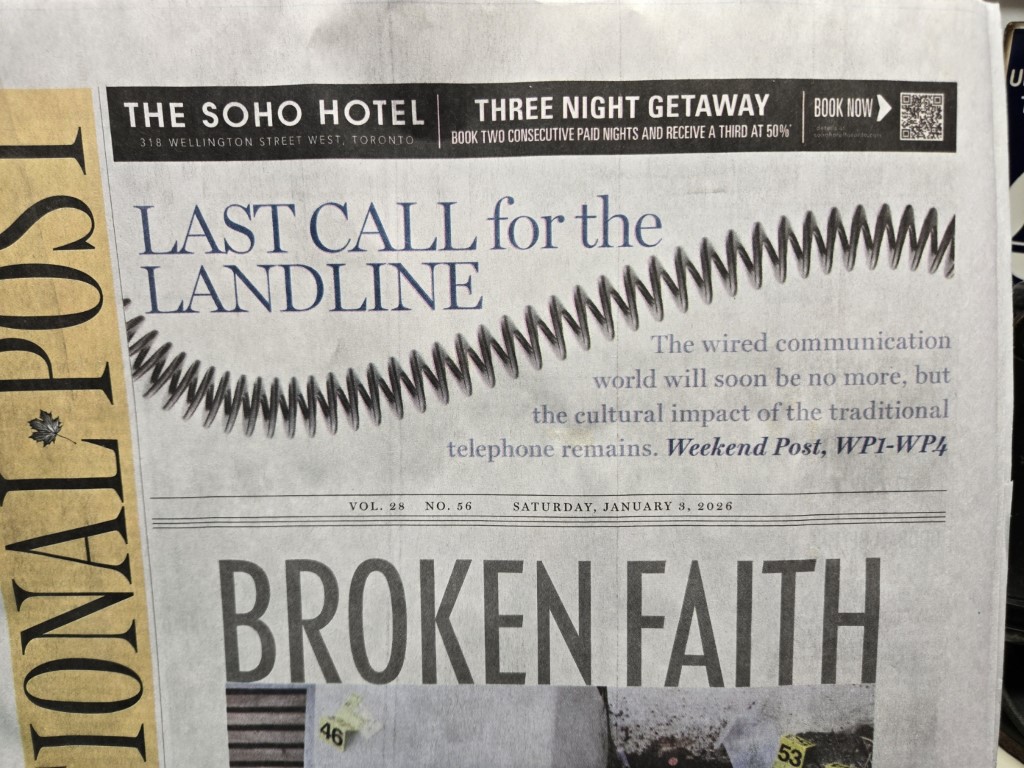 THE SOHO HOTEL
318 WELLINGTON STREET WEST, TORONTO
THREE NIGHT GETAWAY
BOOK TWO CONSECUTIVE PAID NIGHTS AND RECEIVE A THIRD AT 50%*
BOOK NOW
LAST CALL for the
LANDLINE
The wired communication
world will soon be no more, but
the cultural impact of the traditional
telephone remains. Weekend Post, WP1-WP4
IONAL POST
VOL. 28 NO. 56 SATURDAY, JANUARY 3, 2026
BROKEN FAITH
46
53